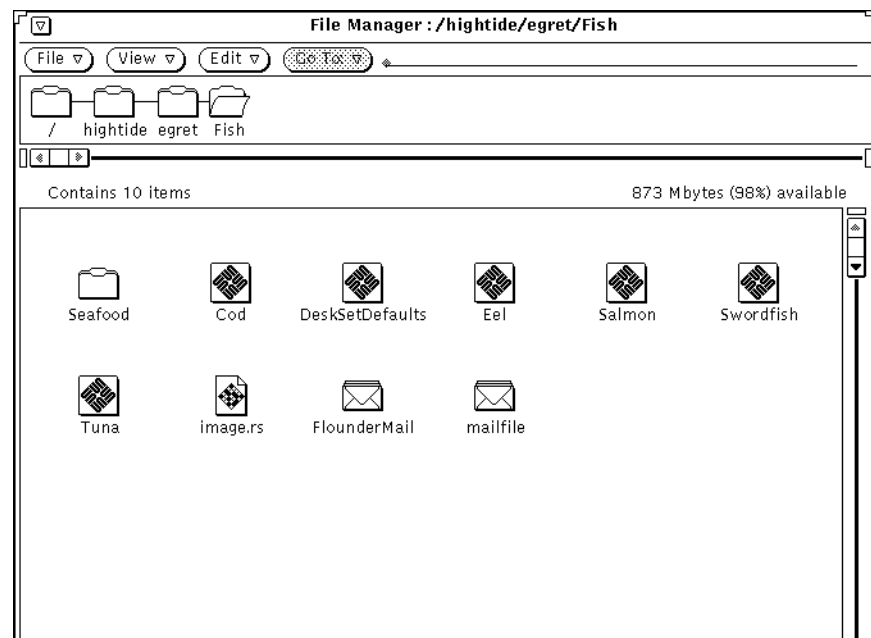 File Manager : /hightide/egret/Fish
File View Edit Go To:
/ hightide egret Fish
Contains 10 items 873 Mbytes (98%) available
Seafood Cod DeskSetDefaults Eel Salmon Swordfish
Tuna image.rs FlounderMail mailfile